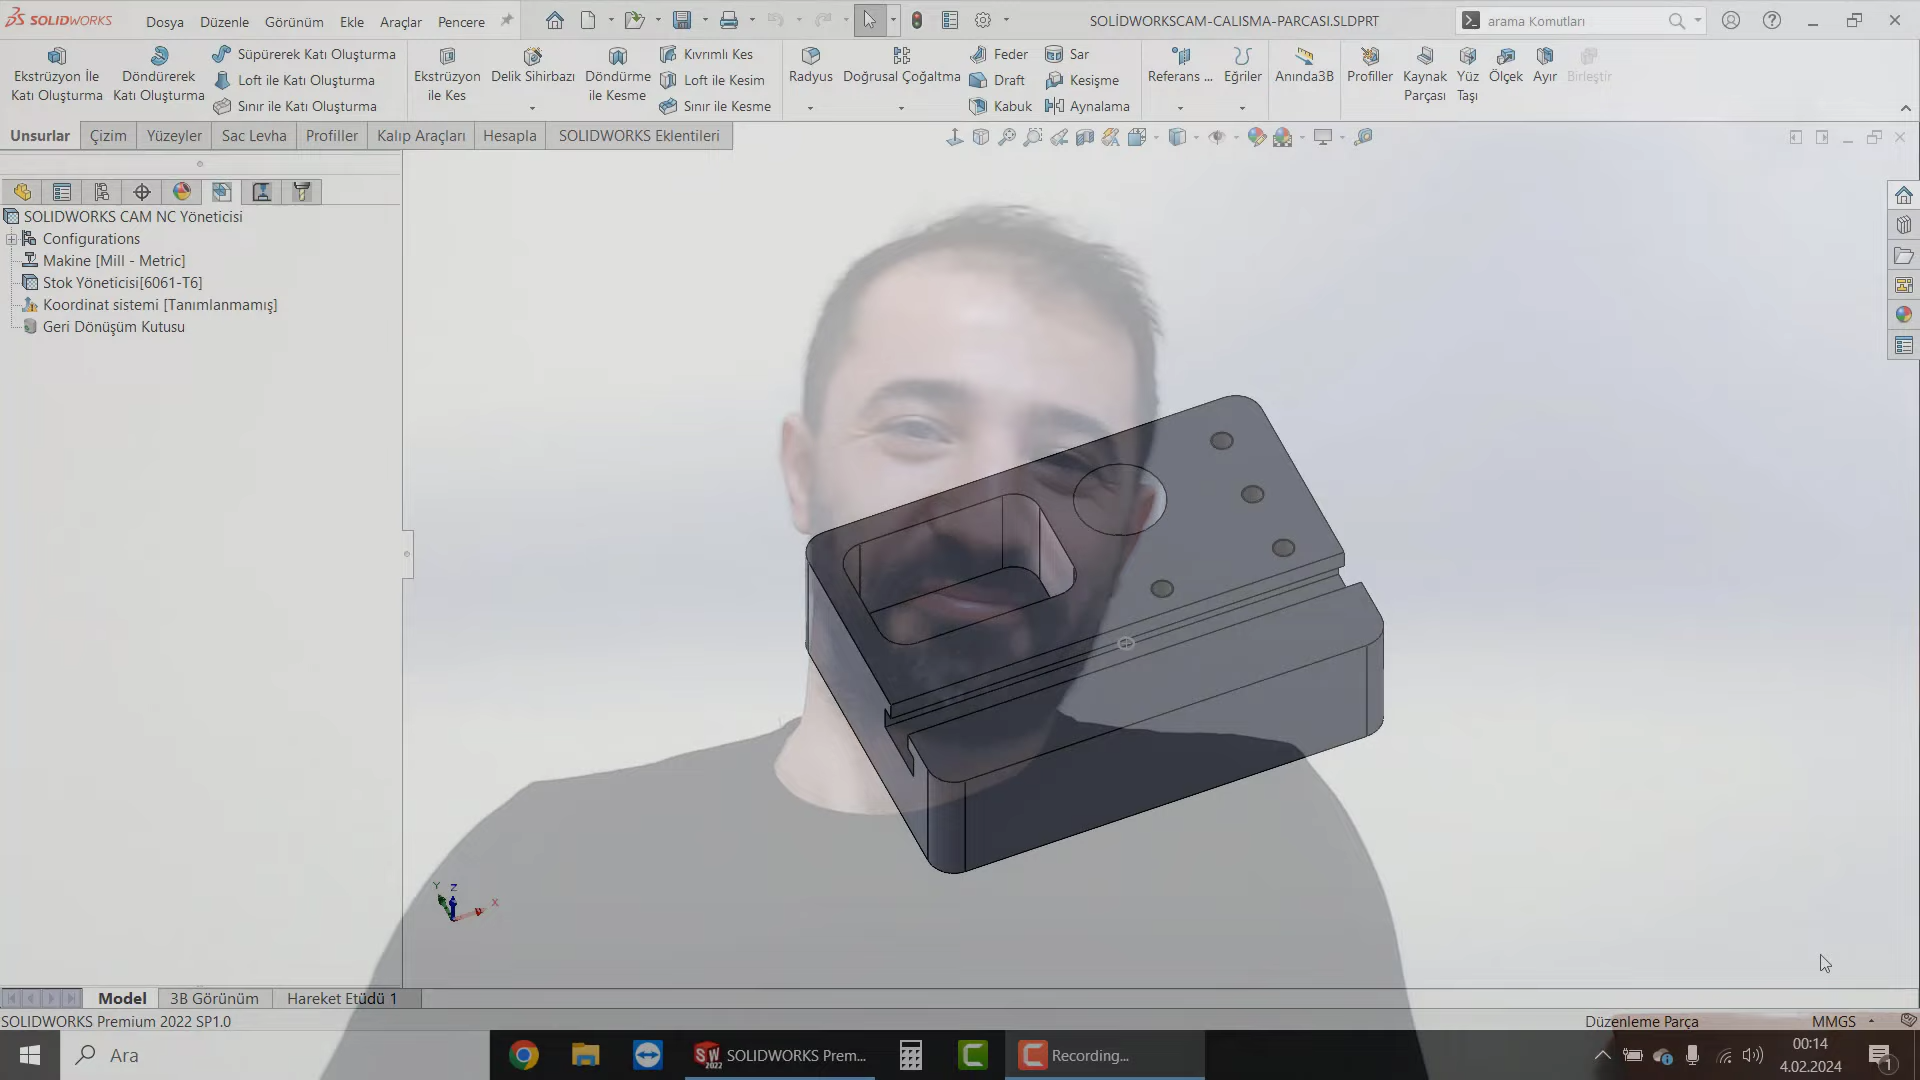 SOLIDWORKS
Dosya Düzenle Görünüm Ekle Araçlar Pencere
SOLİDWORKSCAM-CALISMA-PARCASI.SLDPRT
arama Komutları
Ekstrüzyon İle
Katı Oluşturma
Döndürerek
Katı Oluşturma
Süpürerek Katı Oluşturma
Loft ile Katı Oluşturma
Sınır ile Katı Oluşturma
Ekstrüzyon
ile Kes
Delik Sihirbazı
Döndürme
ile Kesme
Kıvrımlı Kes
Loft ile Kesim
Sınır ile Kesme
Radyus
Doğrusal Çoğaltma
Feder
Draft
Kabuk
Sar
Kesişme
Aynalama
Referans ...
Eğriler
Anında3B
Profiller
Kaynak
Parçası
Yüz
Taşı
Ölçek
Ayır
Birleştir
Unsurlar Çizim Yüzeyler Sac Levha Profiller Kalıp Araçları Hesapla SOLIDWORKS Eklentileri
SOLIDWORKS CAM NC Yöneticisi
Configurations
Makine [Mill - Metric]
Stok Yöneticisi[6061-T6]
Koordinat sistemi [Tanımlanmamış]
Geri Dönüşüm Kutusu
Y Z X
Model 3B Görünüm Hareket Etüdü 1
SOLIDWORKS Premium 2022 SP1.0
Düzenleme Parça
MMGS
Ara
SW
2022
SOLIDWORKS Prem...
Recording...
00:14
4.02.2024
1